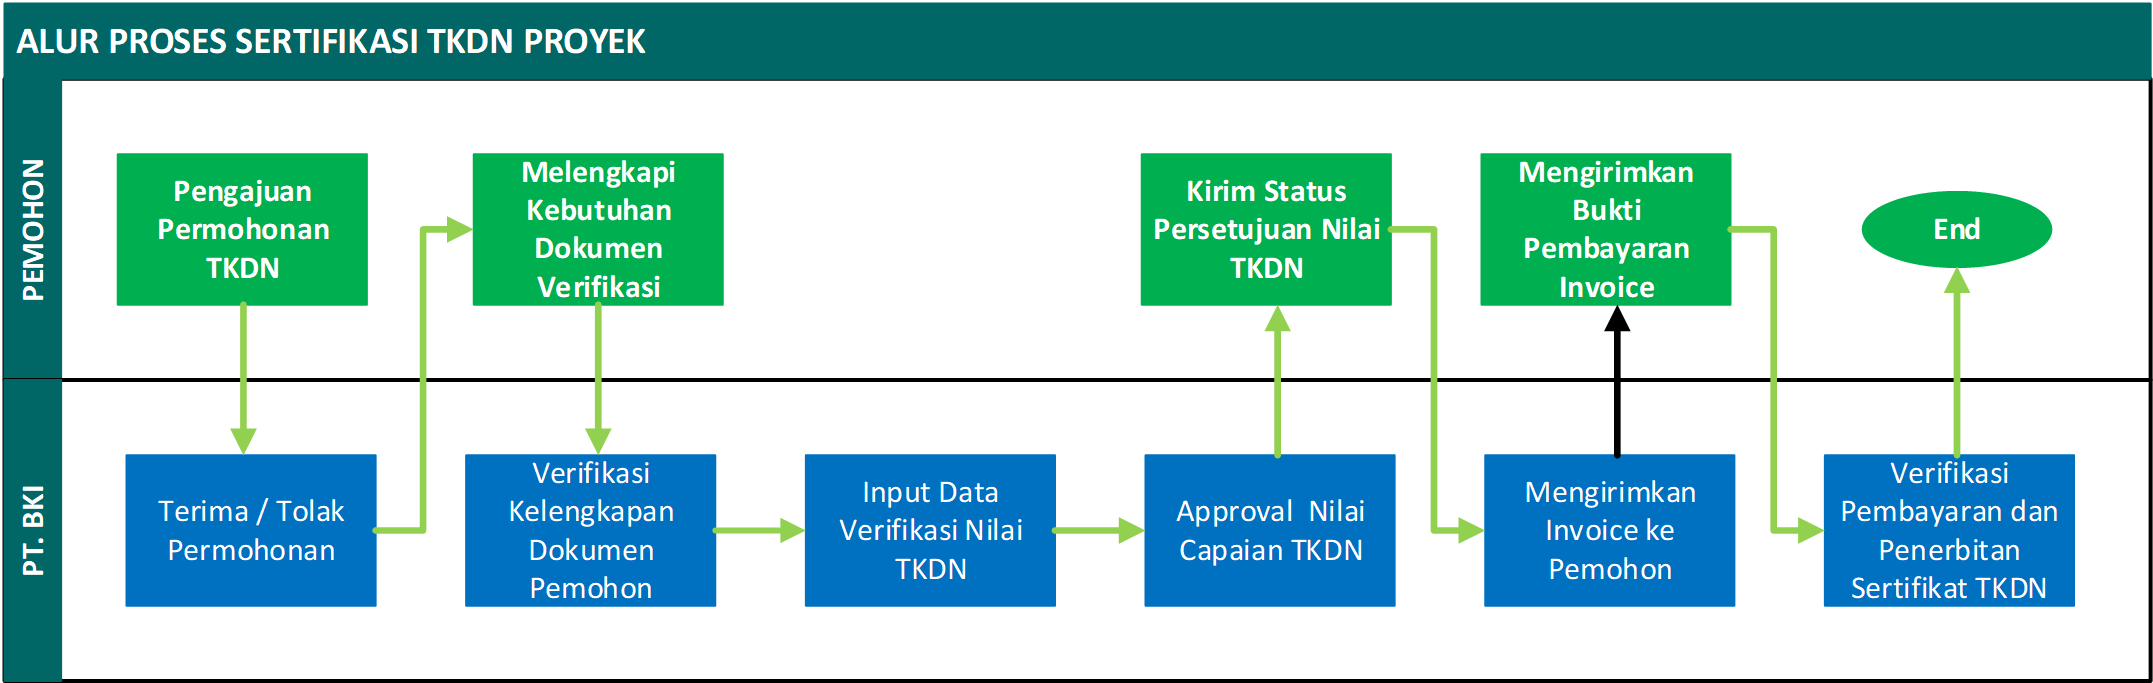 ALUR PROSES SERTIFIKASI TKDN PROYEK
PEMOHON
Pengajuan
Permohonan
TKDN
Melengkapi
Kebutuhan
Dokumen
Verifikasi
Kirim Status
Persetujuan Nilai
TKDN
Mengirimkan
Bukti
Pembayaran
Invoice
End
PT. BKI
Terima / Tolak
Permohonan
Verifikasi
Kelengkapan
Dokumen
Pemohon
Input Data
Verifikasi Nilai
TKDN
Approval  Nilai
Capaian TKDN
Mengirimkan
Invoice ke
Pemohon
Verifikasi
Pembayaran dan
Penerbitan
Sertifikat TKDN